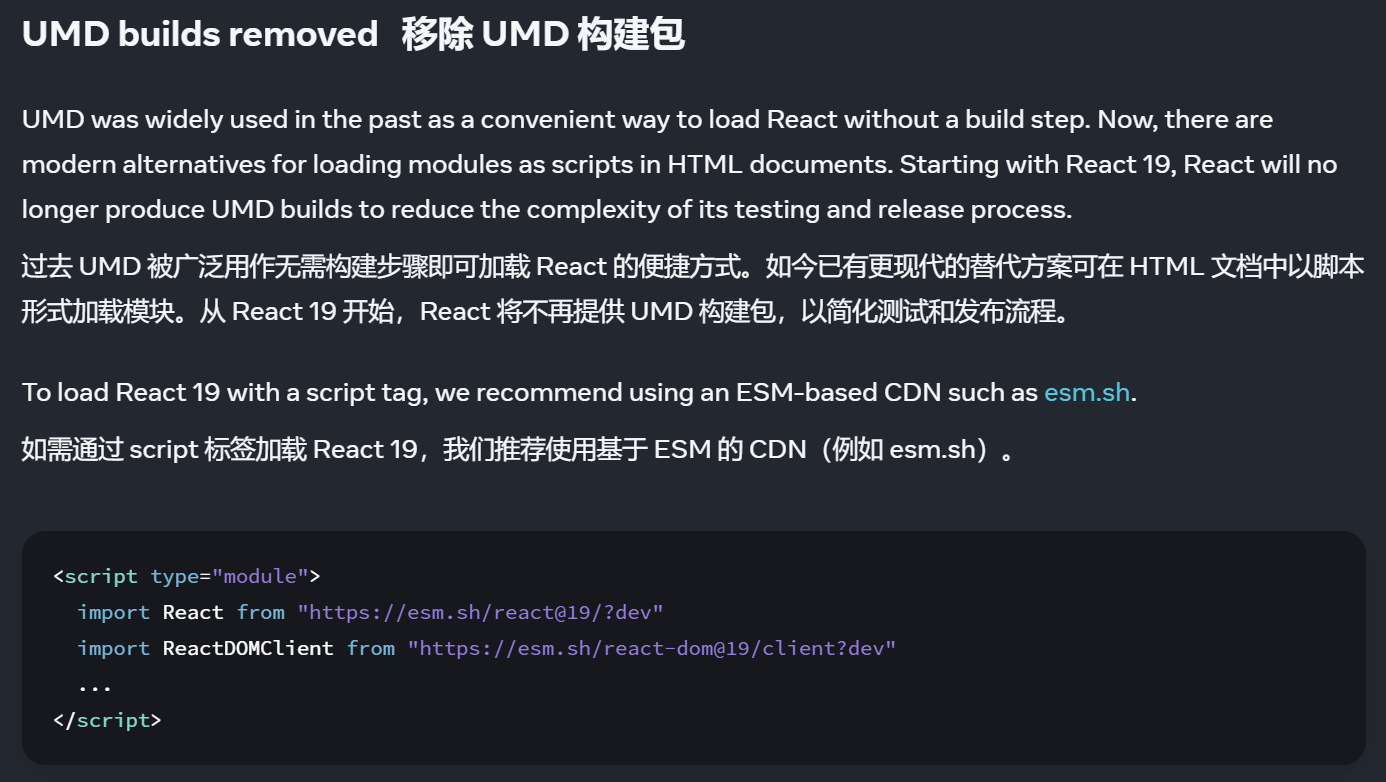 UMD builds removed 移除 UMD 构建包
UMD was widely used in the past as a convenient way to load React without a build step. Now, there are
modern alternatives for loading modules as scripts in HTML documents. Starting with React 19, React will no
longer produce UMD builds to reduce the complexity of its testing and release process.
过去 UMD 被广泛用作无需构建步骤即可加载 React 的便捷方式。如今已有更现代的替代方案可在 HTML 文档中以脚本
形式加载模块。从 React 19 开始，React 将不再提供 UMD 构建包，以简化测试和发布流程。
To load React 19 with a script tag, we recommend using an ESM-based CDN such as esm.sh.
如需通过 script 标签加载 React 19，我们推荐使用基于 ESM 的 CDN（例如 esm.sh）。
<script type="module">
  import React from "https://esm.sh/react@19/?dev"
  import ReactDOMClient from "https://esm.sh/react-dom@19/client?dev"
  ...
</script>